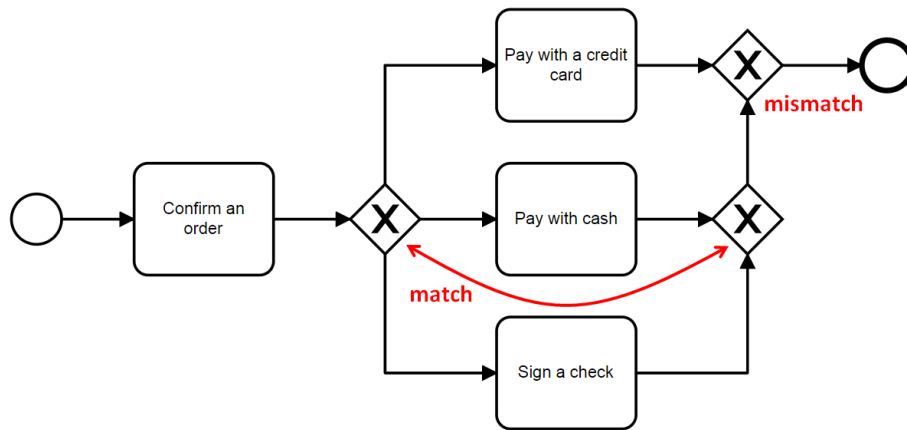 Pay with a credit
card
mismatch
Confirm an
order
Pay with cash
match
Sign a check